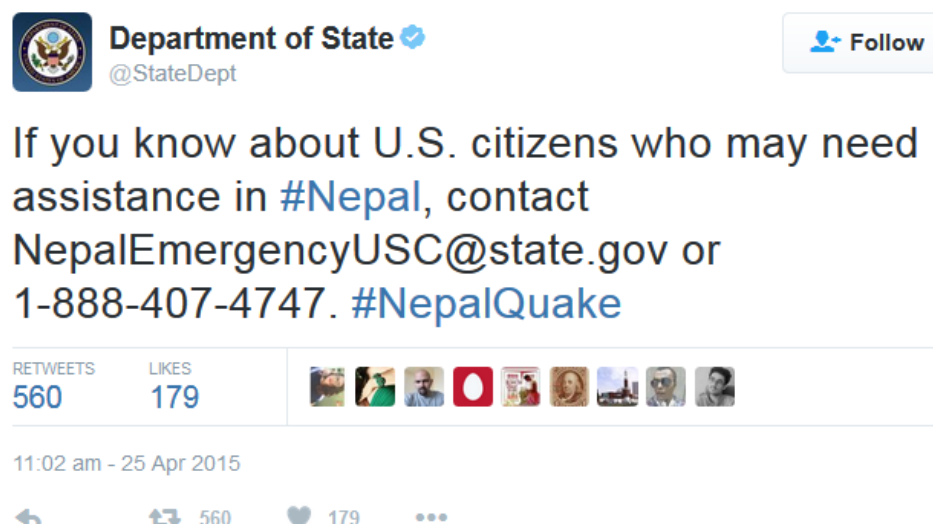 Department of State
@StateDept
Follow
If you know about U.S. citizens who may need
assistance in #Nepal, contact
NepalEmergencyUSC@state.gov or
1-888-407-4747. #NepalQuake
RETWEETS LIKES
560 179
11:02 am - 25 Apr 2015
560 179